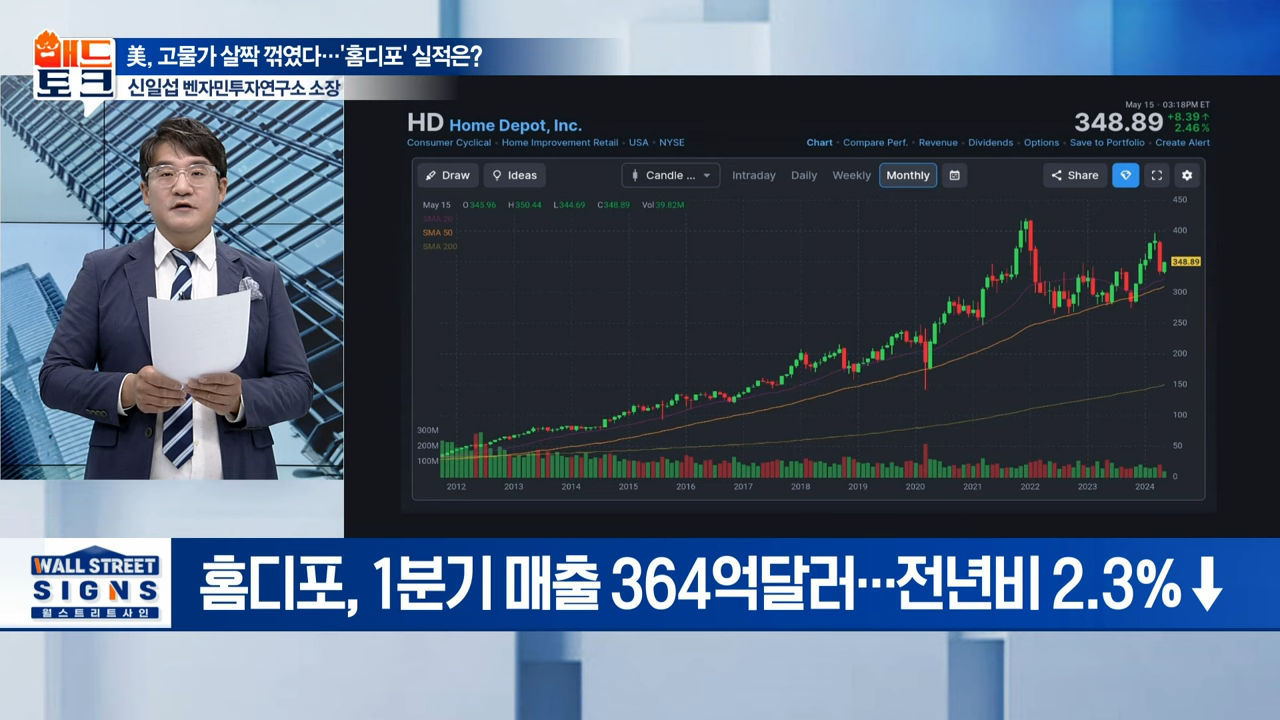 매드
토크
美, 고물가 살짝 꺾였다…'홈디포' 실적은?
신일섭 벤자민투자연구소 소장
May 15 · 03:18PM ET
HD Home Depot, Inc.
348.89
+8.39↑
2.46%
Consumer Cyclical · Home Improvement Retail · USA · NYSE
Chart · Compare Perf. · Revenue · Dividends · Options · Save to Portfolio · Create Alert
Draw Ideas Candle ... Intraday Daily Weekly Monthly Share
May 15 O345.96 H350.44 L344.69 C348.89 Vol39.82M
SMA 20
SMA 50
SMA 200
450
400
348.89
300
250
200
150
100
50
0
300M
200M
100M
2012 2013 2014 2015 2016 2017 2018 2019 2020 2021 2022 2023 2024
WALL STREET
SIGNS
월스트리트사인
홈디포, 1분기 매출 364억달러…전년비 2.3%↓